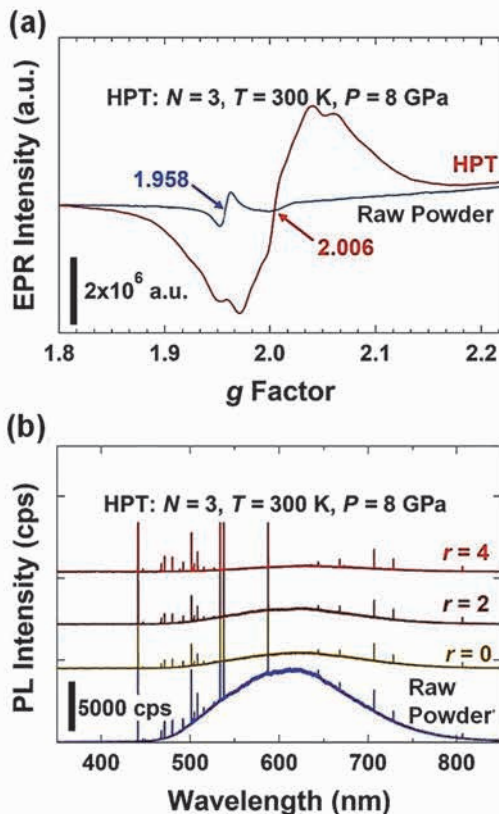 (a)
HPT: N = 3, T = 300 K, P = 8 GPa
1.958
HPT
Raw Powder
2.006
2x10⁶ a.u.
EPR Intensity (a.u.)
1.8 1.9 2.0 2.1 2.2
g Factor
(b)
HPT: N = 3, T = 300 K, P = 8 GPa
r = 4
r = 2
r = 0
Raw
Powder
5000 cps
PL Intensity (cps)
400 500 600 700 800
Wavelength (nm)